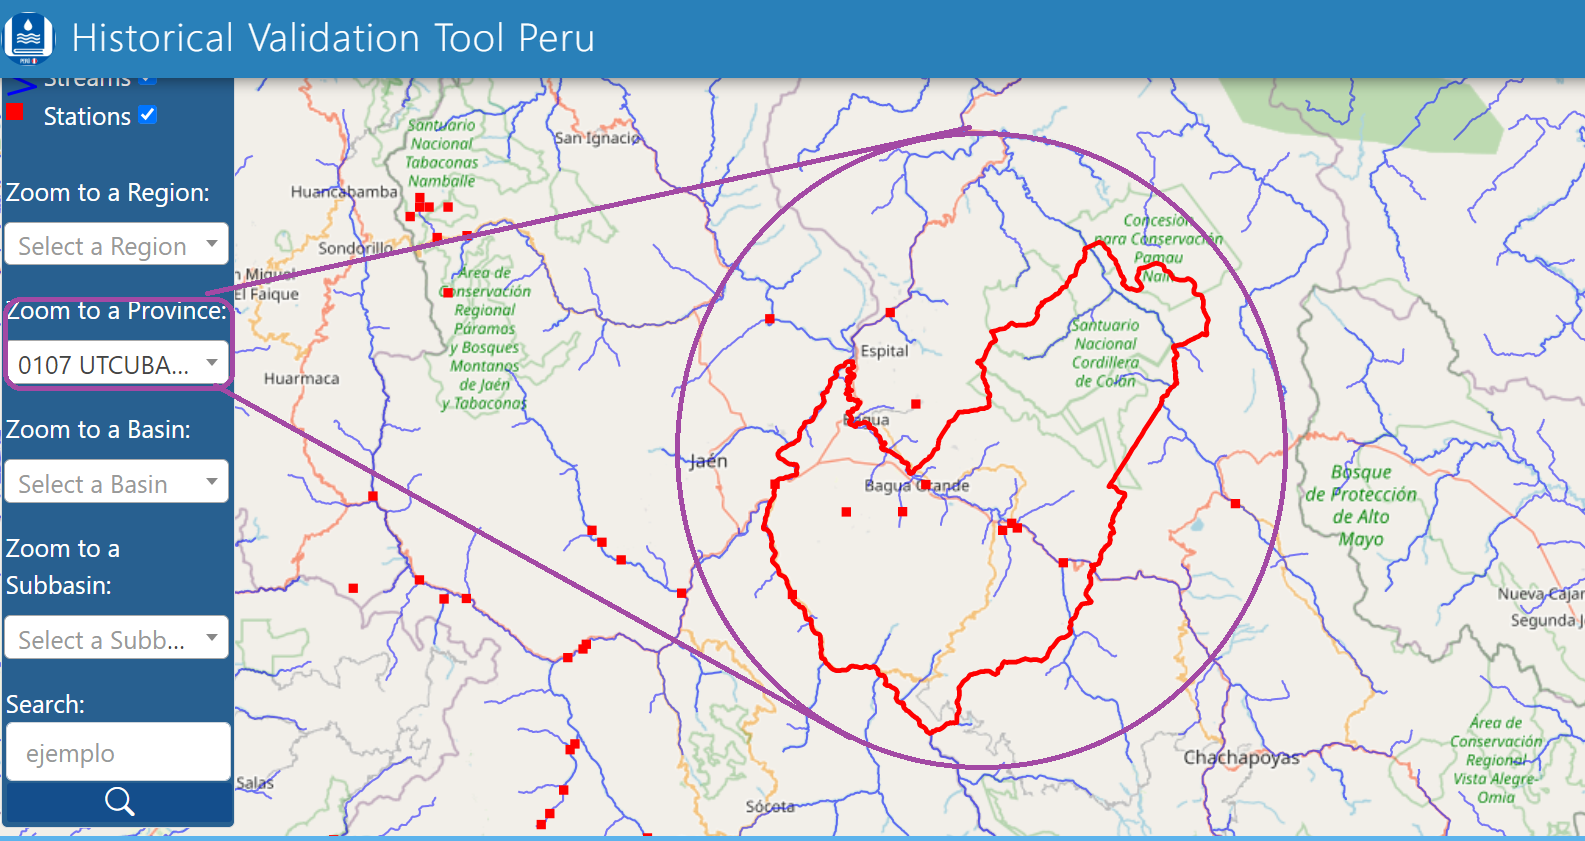 Historical Validation Tool Peru
PERU
Streams
Stations
Zoom to a Region:
Select a Region
Zoom to a Province:
0107 UTCUBA...
Zoom to a Basin:
Select a Basin
Zoom to a
Subbasin:
Select a Subb...
Search:
ejemplo
Santuario
Nacional
Tabaconas
Namballe
San Ignacio
Huancabamba
Sondorillo
n Miguel
El Faique
Área de
Conservación
Regional
Páramos
y Bosques
Montanos
de Jaén
y Tabaconas
Huarmaca
Concesión
para Conservación
Pamau
Nain
Santuario
Nacional
Cordillera
de Colán
Espital
Bagua
Jaén
Bagua Grande
Bosque
de Protección
de Alto
Mayo
Nueva Cajar
Segunda J
Chachapoyas
Área de
Conservación
Regional
Vista Alegre-
Omia
Salas
Sócota